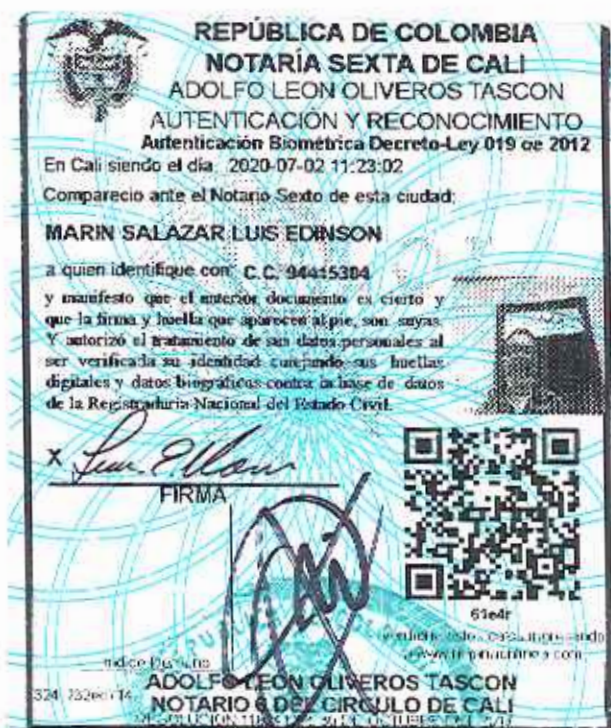 REPÚBLICA DE COLOMBIA
NOTARÍA SEXTA DE CALI
ADOLFO LEON OLIVEROS TASCON
AUTENTICACIÓN Y RECONOCIMIENTO
Autenticación Biométrica Decreto-Ley 019 de 2012
En Cali siendo el día 2020-07-02 11:23:02
Comparecio ante el Notario Sexto de esta ciudad;
MARIN SALAZAR LUIS EDINSON
a quien identifique con C.C. 94415384
y manifesto que el anterior documento es cierto y
que la firma y huella que aparecen al pie, son suyas.
Y autorizó el tratamiento de sus datos personales al
ser verificada su identidad cotejando sus huellas
digitales y datos biográficos contra la base de datos
de la Registraduria Nacional del Estado Civil.
X
FIRMA
61e4r
ADOLFO LEON OLIVEROS TASCON
NOTARIO 6 DEL CIRCULO DE CALI